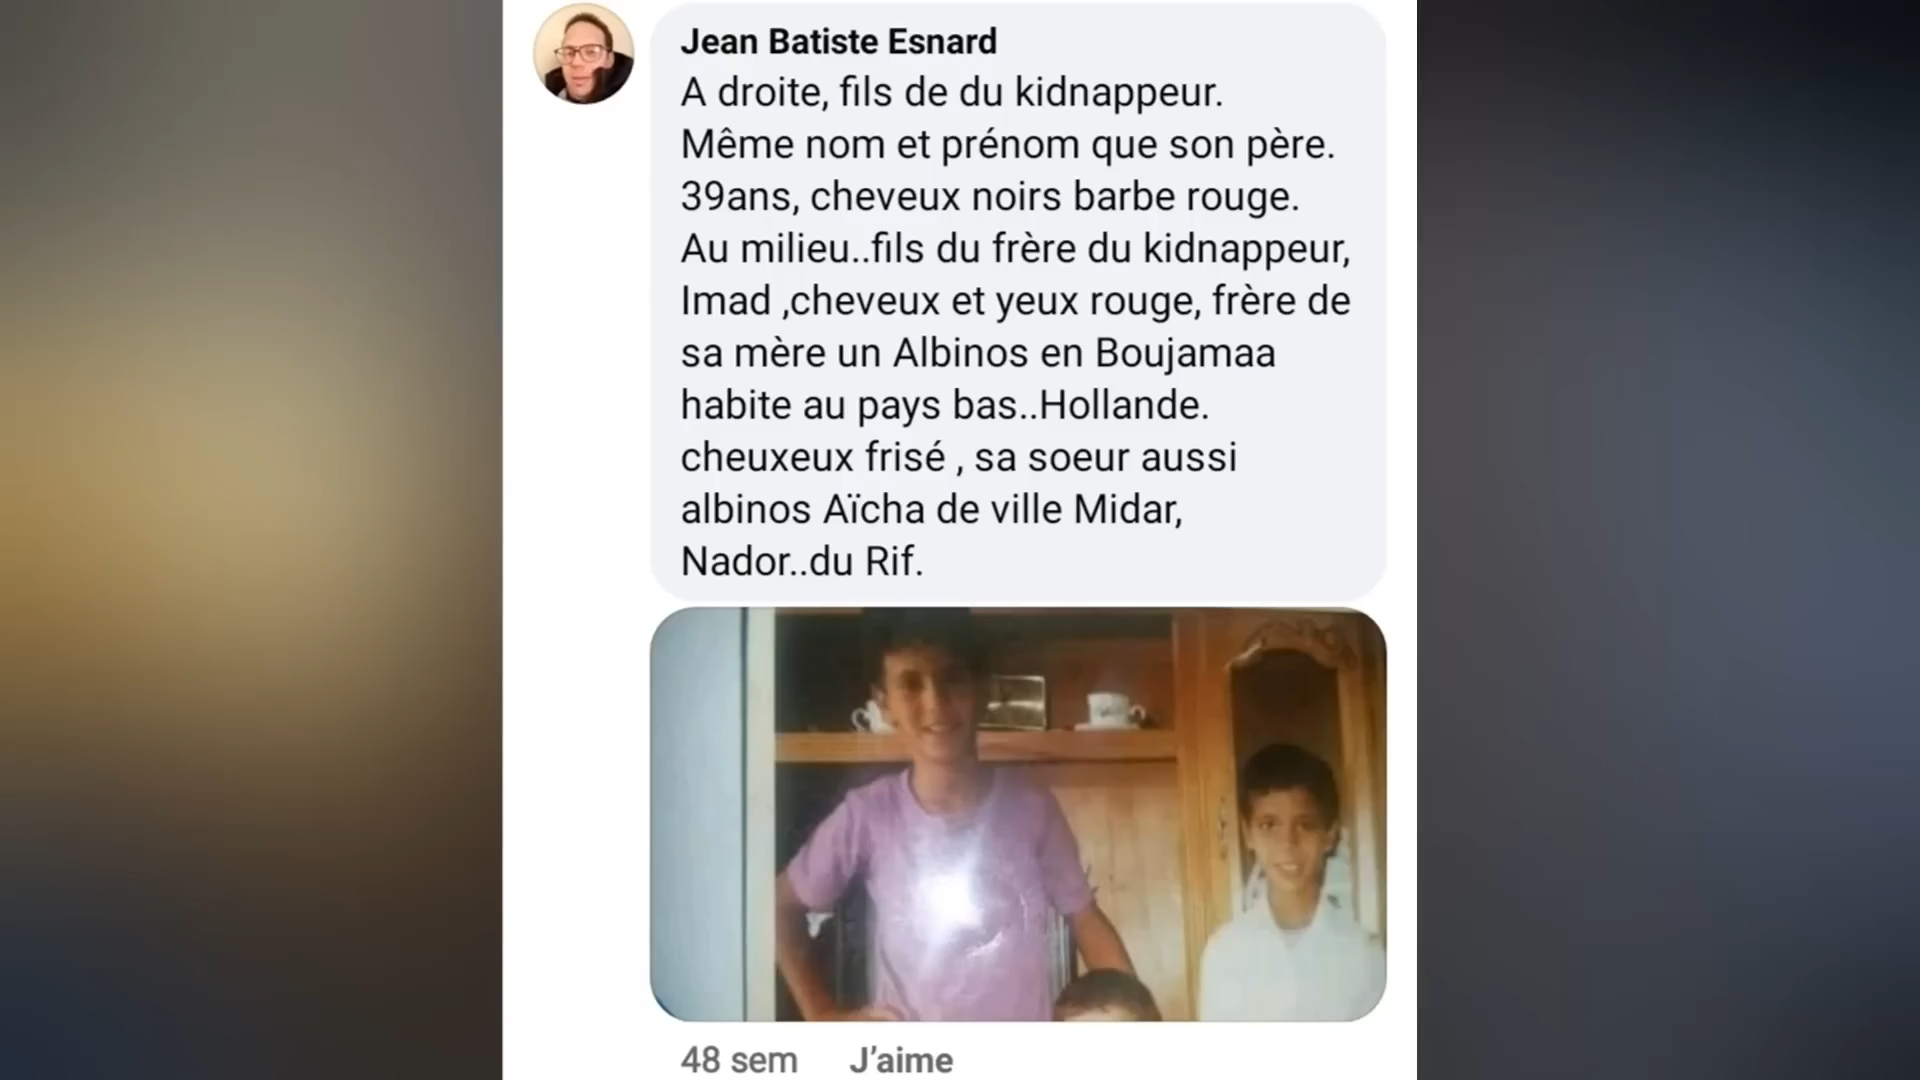 Jean Batiste Esnard
A droite, fils de du kidnappeur.
Même nom et prénom que son père.
39ans, cheveux noirs barbe rouge.
Au milieu..fils du frère du kidnappeur,
Imad ,cheveux et yeux rouge, frère de
sa mère un Albinos en Boujamaa
habite au pays bas..Hollande.
cheuxeux frisé , sa soeur aussi
albinos Aïcha de ville Midar,
Nador..du Rif.
48 sem J’aime